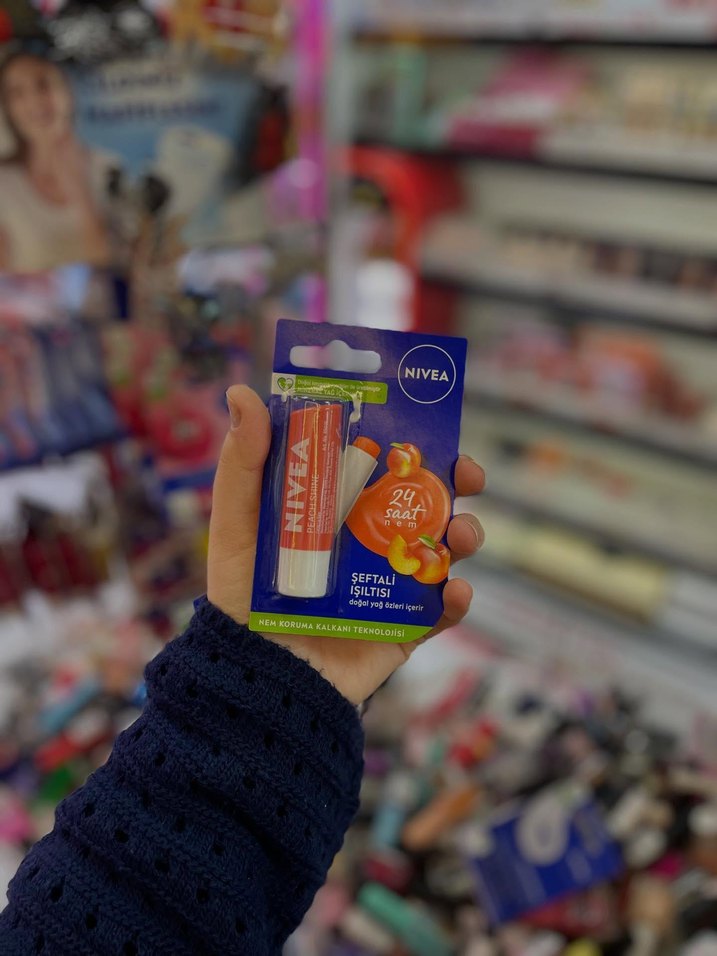 NIVEA
NIVEA
PEACH SHINE
24
saat
nem
ŞEFTALİ
IŞILTISI
doğal yağ özleri içerir
NEM KORUMA KALKANI TEKNOLOJİSİ